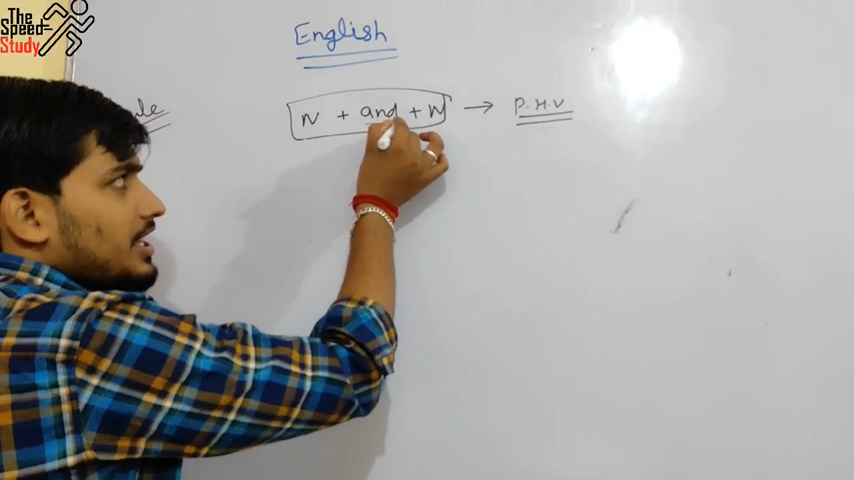 The
Speed
Study
English
N + and + N → P.H.V